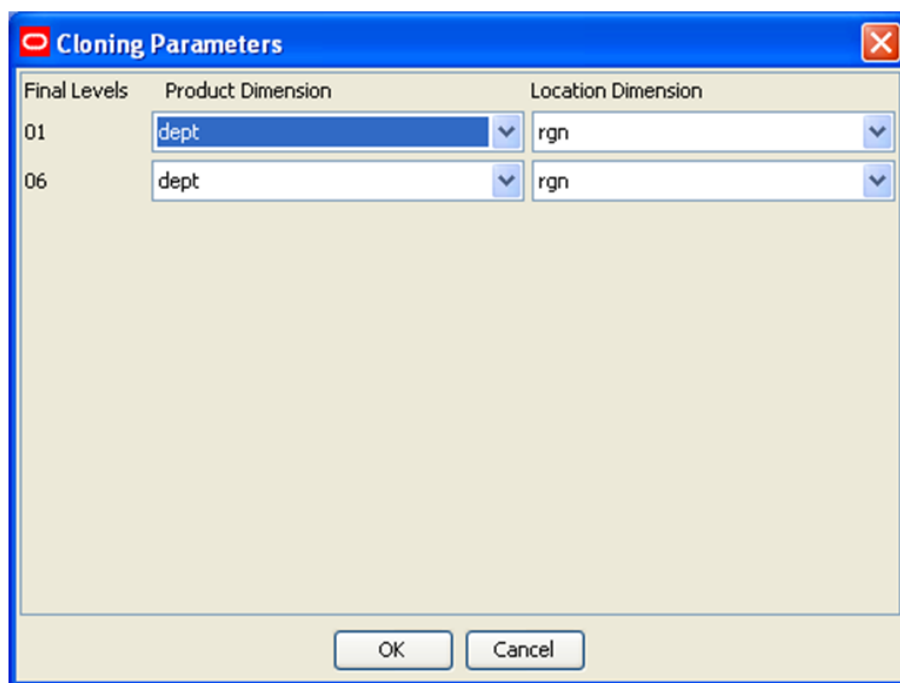 Cloning Parameters
Final Levels Product Dimension Location Dimension
01 dept rgn
06 dept rgn
OK Cancel